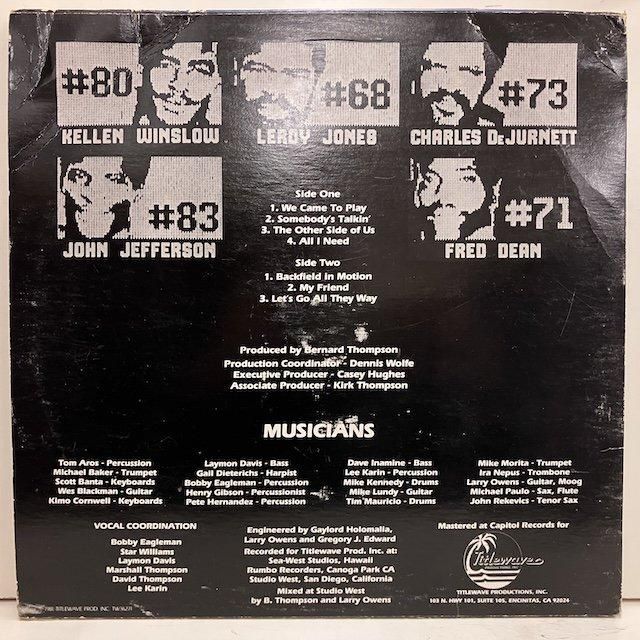 #80
#68
#73
KELLEN WINSLOW
LEROY JONES
CHARLES DeJURNETT
#83
#71
JOHN JEFFERSON
FRED DEAN
Side One
1. We Came To Play
2. Somebody's Talkin'
3. The Other Side of Us
4. All I Need
Side Two
1. Backfield in Motion
2. My Friend
3. Let's Go All They Way
Produced by Bernard Thompson
Production Coordinator - Dennis Wolfe
Executive Producer - Casey Hughes
Associate Producer - Kirk Thompson
MUSICIANS
Tom Aros - Percussion
Michael Baker - Trumpet
Scott Banta - Keyboards
Wes Blackman - Guitar
Kimo Cornwell - Keyboards
Laymon Davis - Bass
Gail Dieterichs - Harpist
Bobby Eagleman - Percussion
Henry Gibson - Percussionist
Pete Hernandez - Percussion
Dave Inamine - Bass
Lee Karin - Percussion
Mike Kennedy - Drums
Mike Lundy - Guitar
Tim Mauricio - Drums
Mike Morita - Trumpet
Ira Nepus - Trombone
Larry Owens - Guitar, Moog
Michael Paulo - Sax, Flute
John Rekevics - Tenor Sax
VOCAL COORDINATION
Bobby Eagleman
Star Williams
Laymon Davis
Marshall Thompson
David Thompson
Lee Karin
Engineered by Gaylord Holomalia,
Larry Owens and Gregory J. Edward
Recorded for Titlewave Prod. Inc. at:
Sea-West Studios, Hawaii
Rumbo Recorders, Canoga Park CA
Studio West, San Diego, California
Mixed at Studio West
by B. Thompson and Larry Owens
Mastered at Capitol Records for
Titlewave
TITLEWAVE PRODUCTIONS, INC.
103 N. HWY 101, SUITE 105, ENCINITAS, CA 92024
TITLEWAVE PROD. INC.